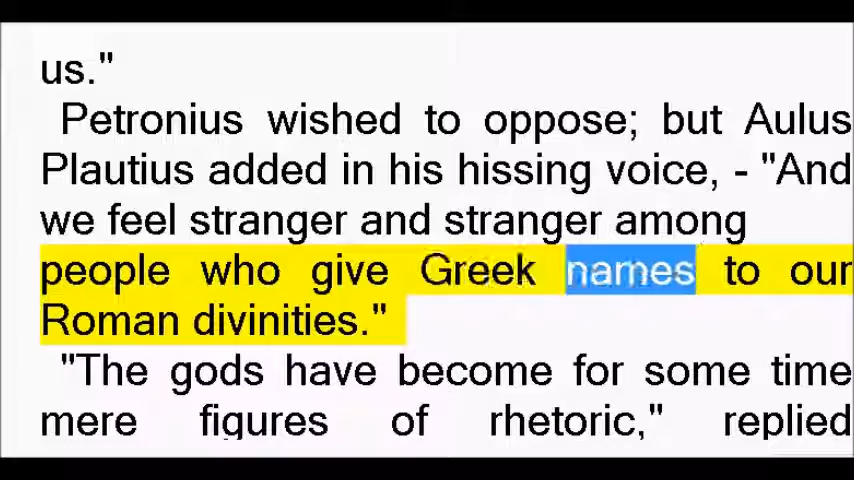 us."
Petronius wished to oppose; but Aulus
Plautius added in his hissing voice, - "And
we feel stranger and stranger among
people who give Greek names to our
Roman divinities."
"The gods have become for some time
mere figures of rhetoric," replied